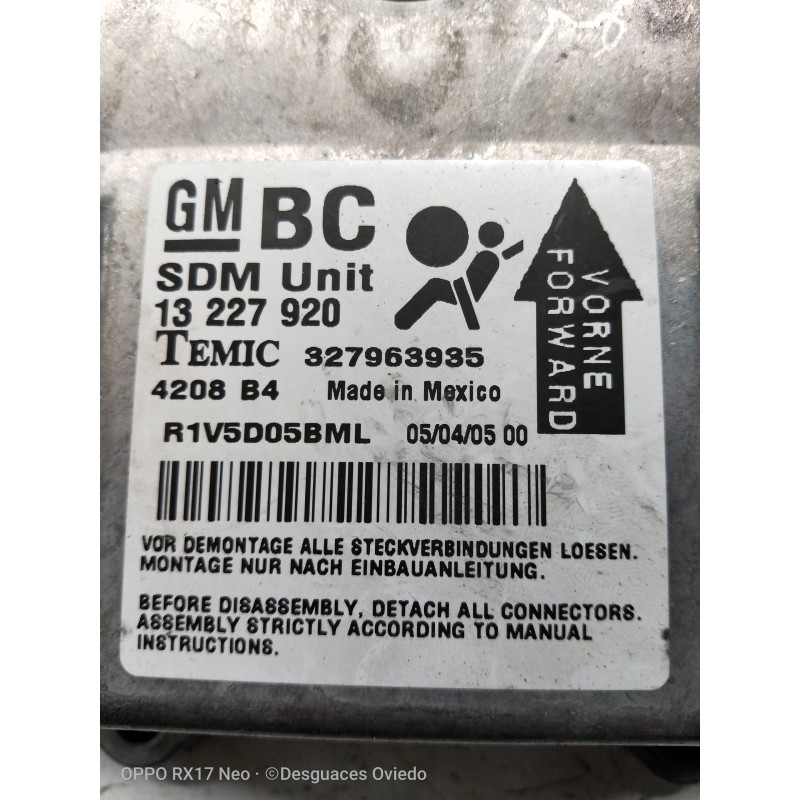 GM BC
SDM Unit
13 227 920
TEMIC 327963935
4208 B4 Made in Mexico
R1V5D05BML 05/04/05 00
VORNE
FORWARD
VOR DEMONTAGE ALLE STECKVERBINDUNGEN LOESEN.
MONTAGE NUR NACH EINBAUANLEITUNG.
BEFORE DISASSEMBLY, DETACH ALL CONNECTORS.
ASSEMBLY STRICTLY ACCORDING TO MANUAL
INSTRUCTIONS.
OPPO RX17 Neo · ©Desguaces Oviedo